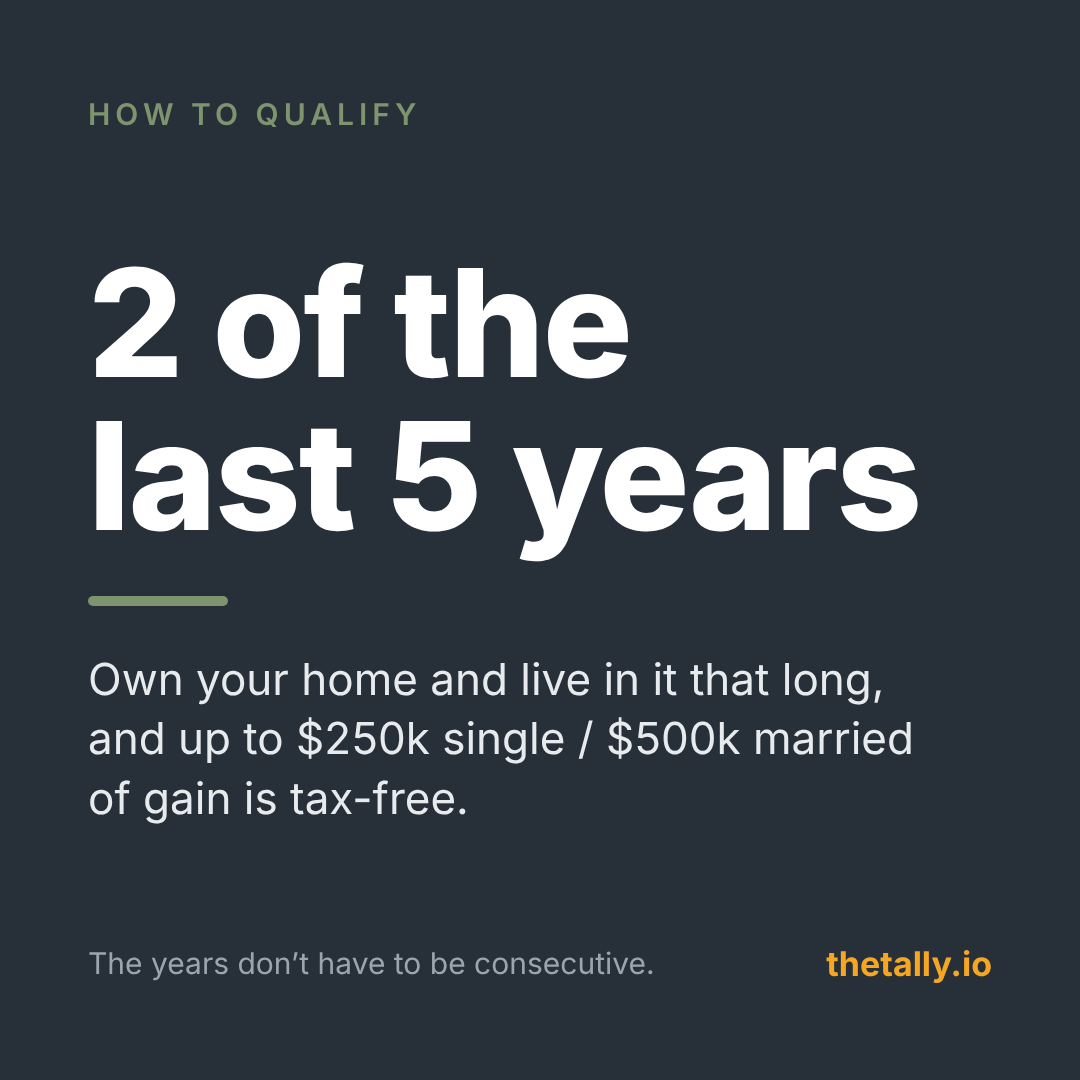 HOW TO QUALIFY
2 of the
last 5 years
Own your home and live in it that long,
and up to $250k single / $500k married
of gain is tax-free.
The years don’t have to be consecutive.
thetally.io